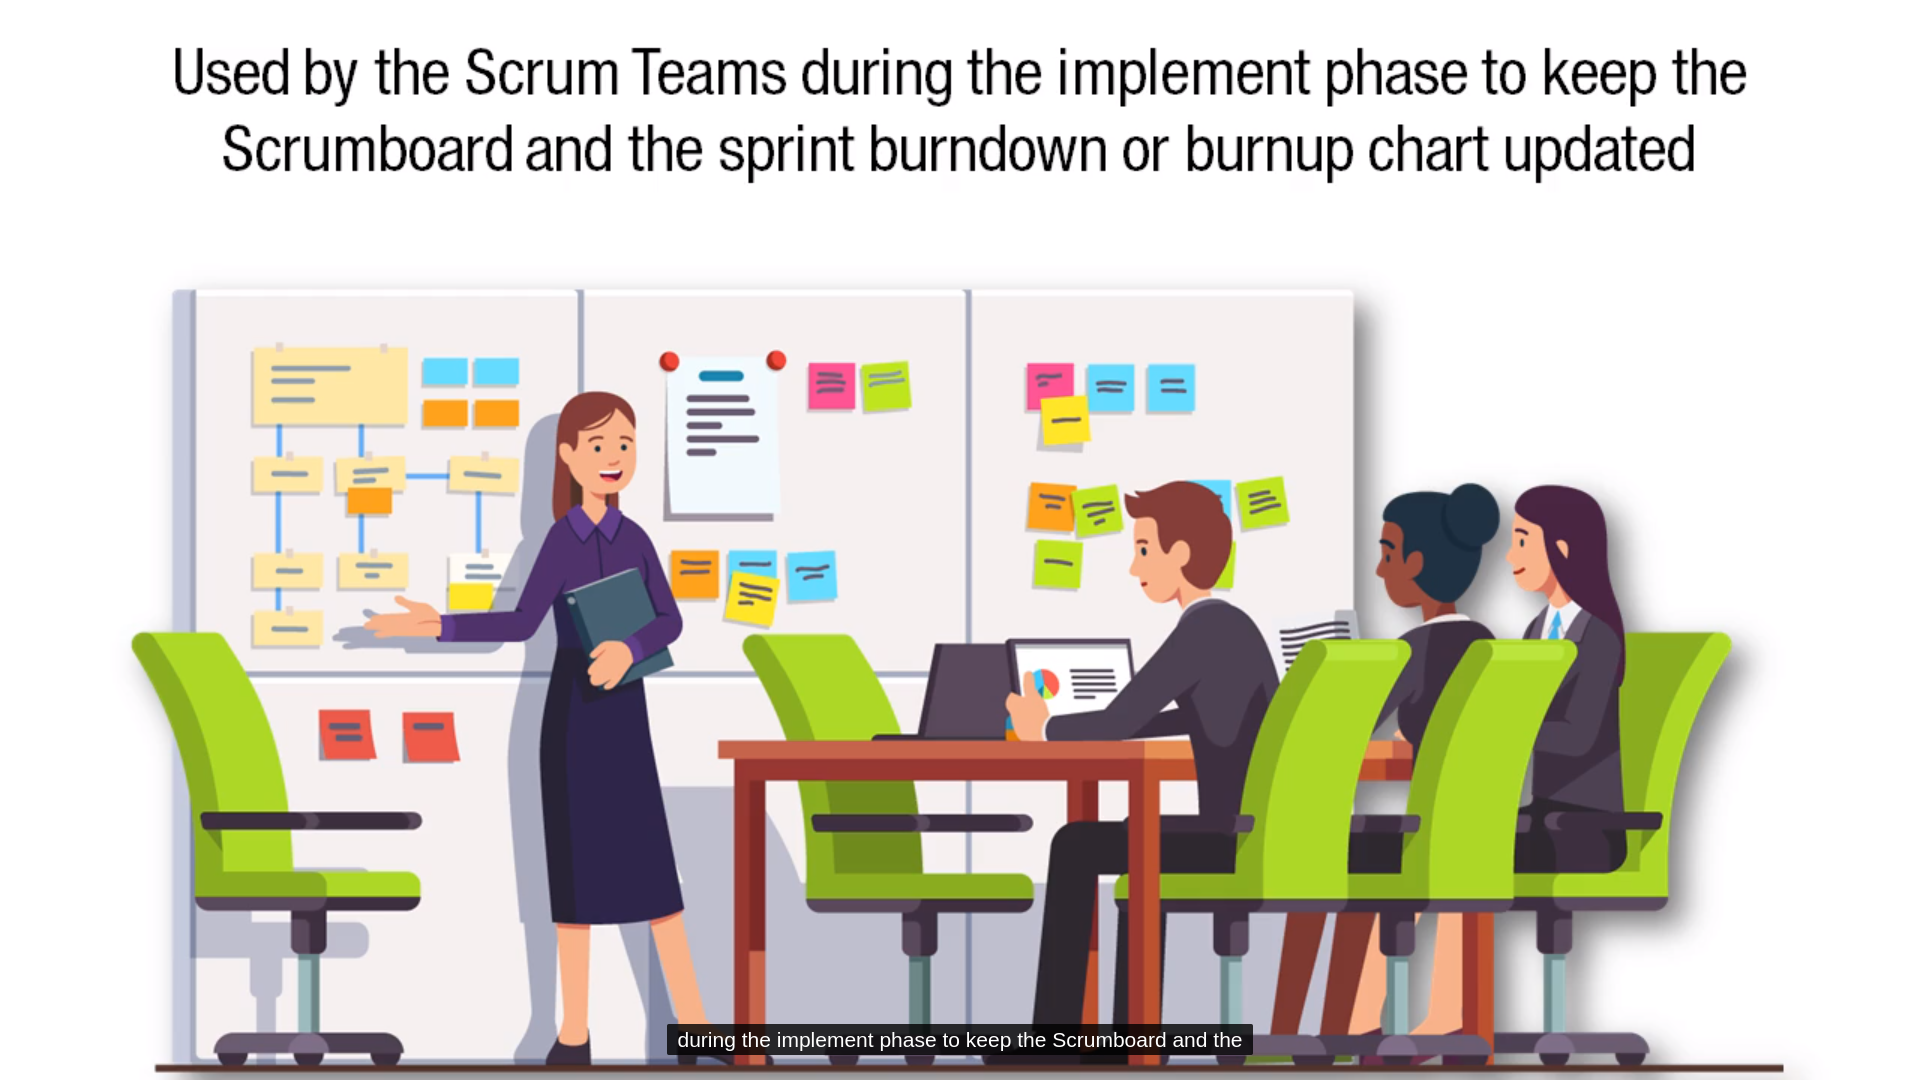 Used by the Scrum Teams during the implement phase to keep the
Scrumboard and the sprint burndown or burnup chart updated
during the implement phase to keep the Scrumboard and the